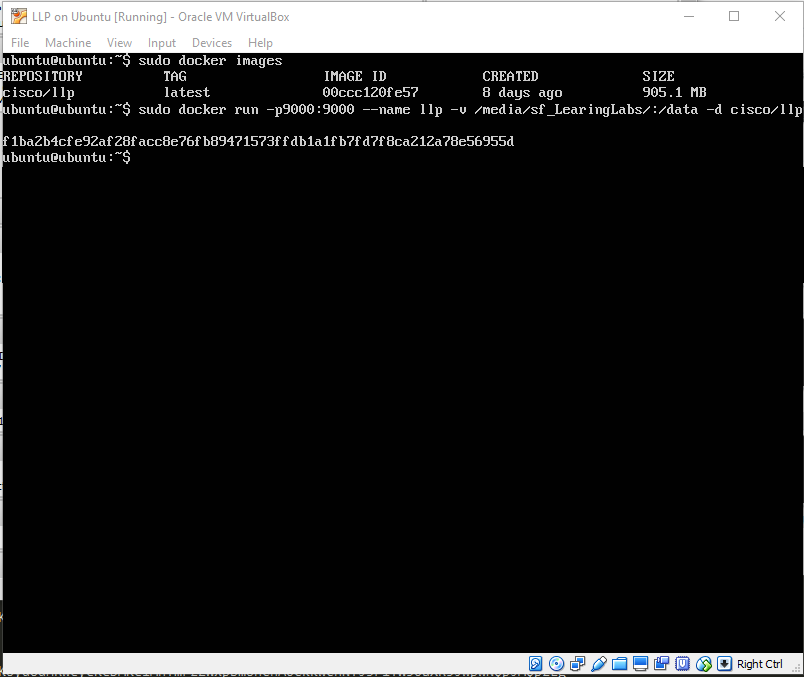 LLP on Ubuntu [Running] - Oracle VM VirtualBox
File Machine View Input Devices Help
ubuntu@ubuntu:~$ sudo docker images
REPOSITORY TAG IMAGE ID CREATED SIZE
cisco/llp latest 00ccc120fe57 8 days ago 905.1 MB
ubuntu@ubuntu:~$ sudo docker run -p9000:9000 --name llp -v /media/sf_LearingLabs/:/data -d cisco/llp
f1ba2b4cfe92af28facc8e76fb89471573ffdb1a1fb7fd7f8ca212a78e56955d
ubuntu@ubuntu:~$
Right Ctrl